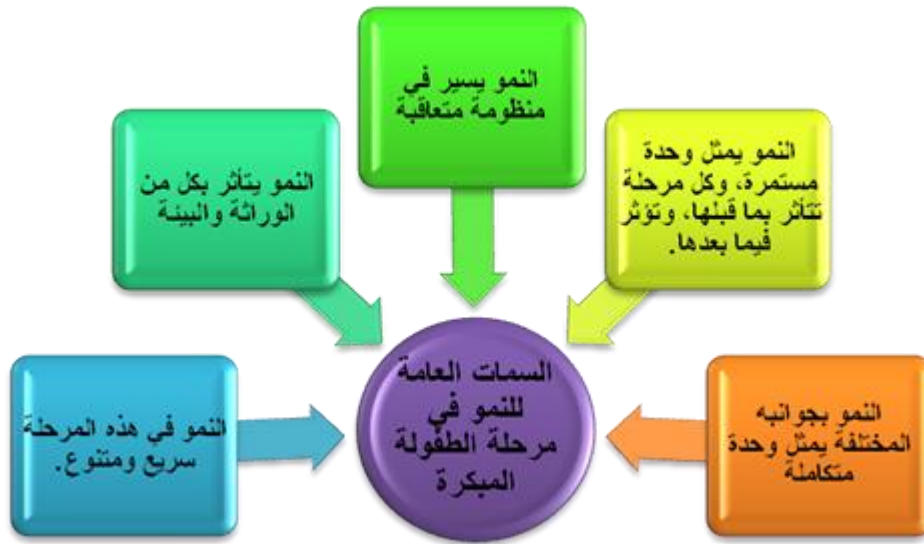 النمو يسير في
منظومة متعاقبة
النمو يمثل وحدة
مستمرة، وكل مرحلة
تتأثر بما قبلها، وتؤثر
فيما بعدها.
النمو يتأثر بكل من
الوراثة والبيئة
النمو بجوانبه
المختلفة يمثل وحدة
متكاملة
السمات العامة
للنمو في
مرحلة الطفولة
المبكرة
النمو في هذه المرحلة
سريع ومتنوع.